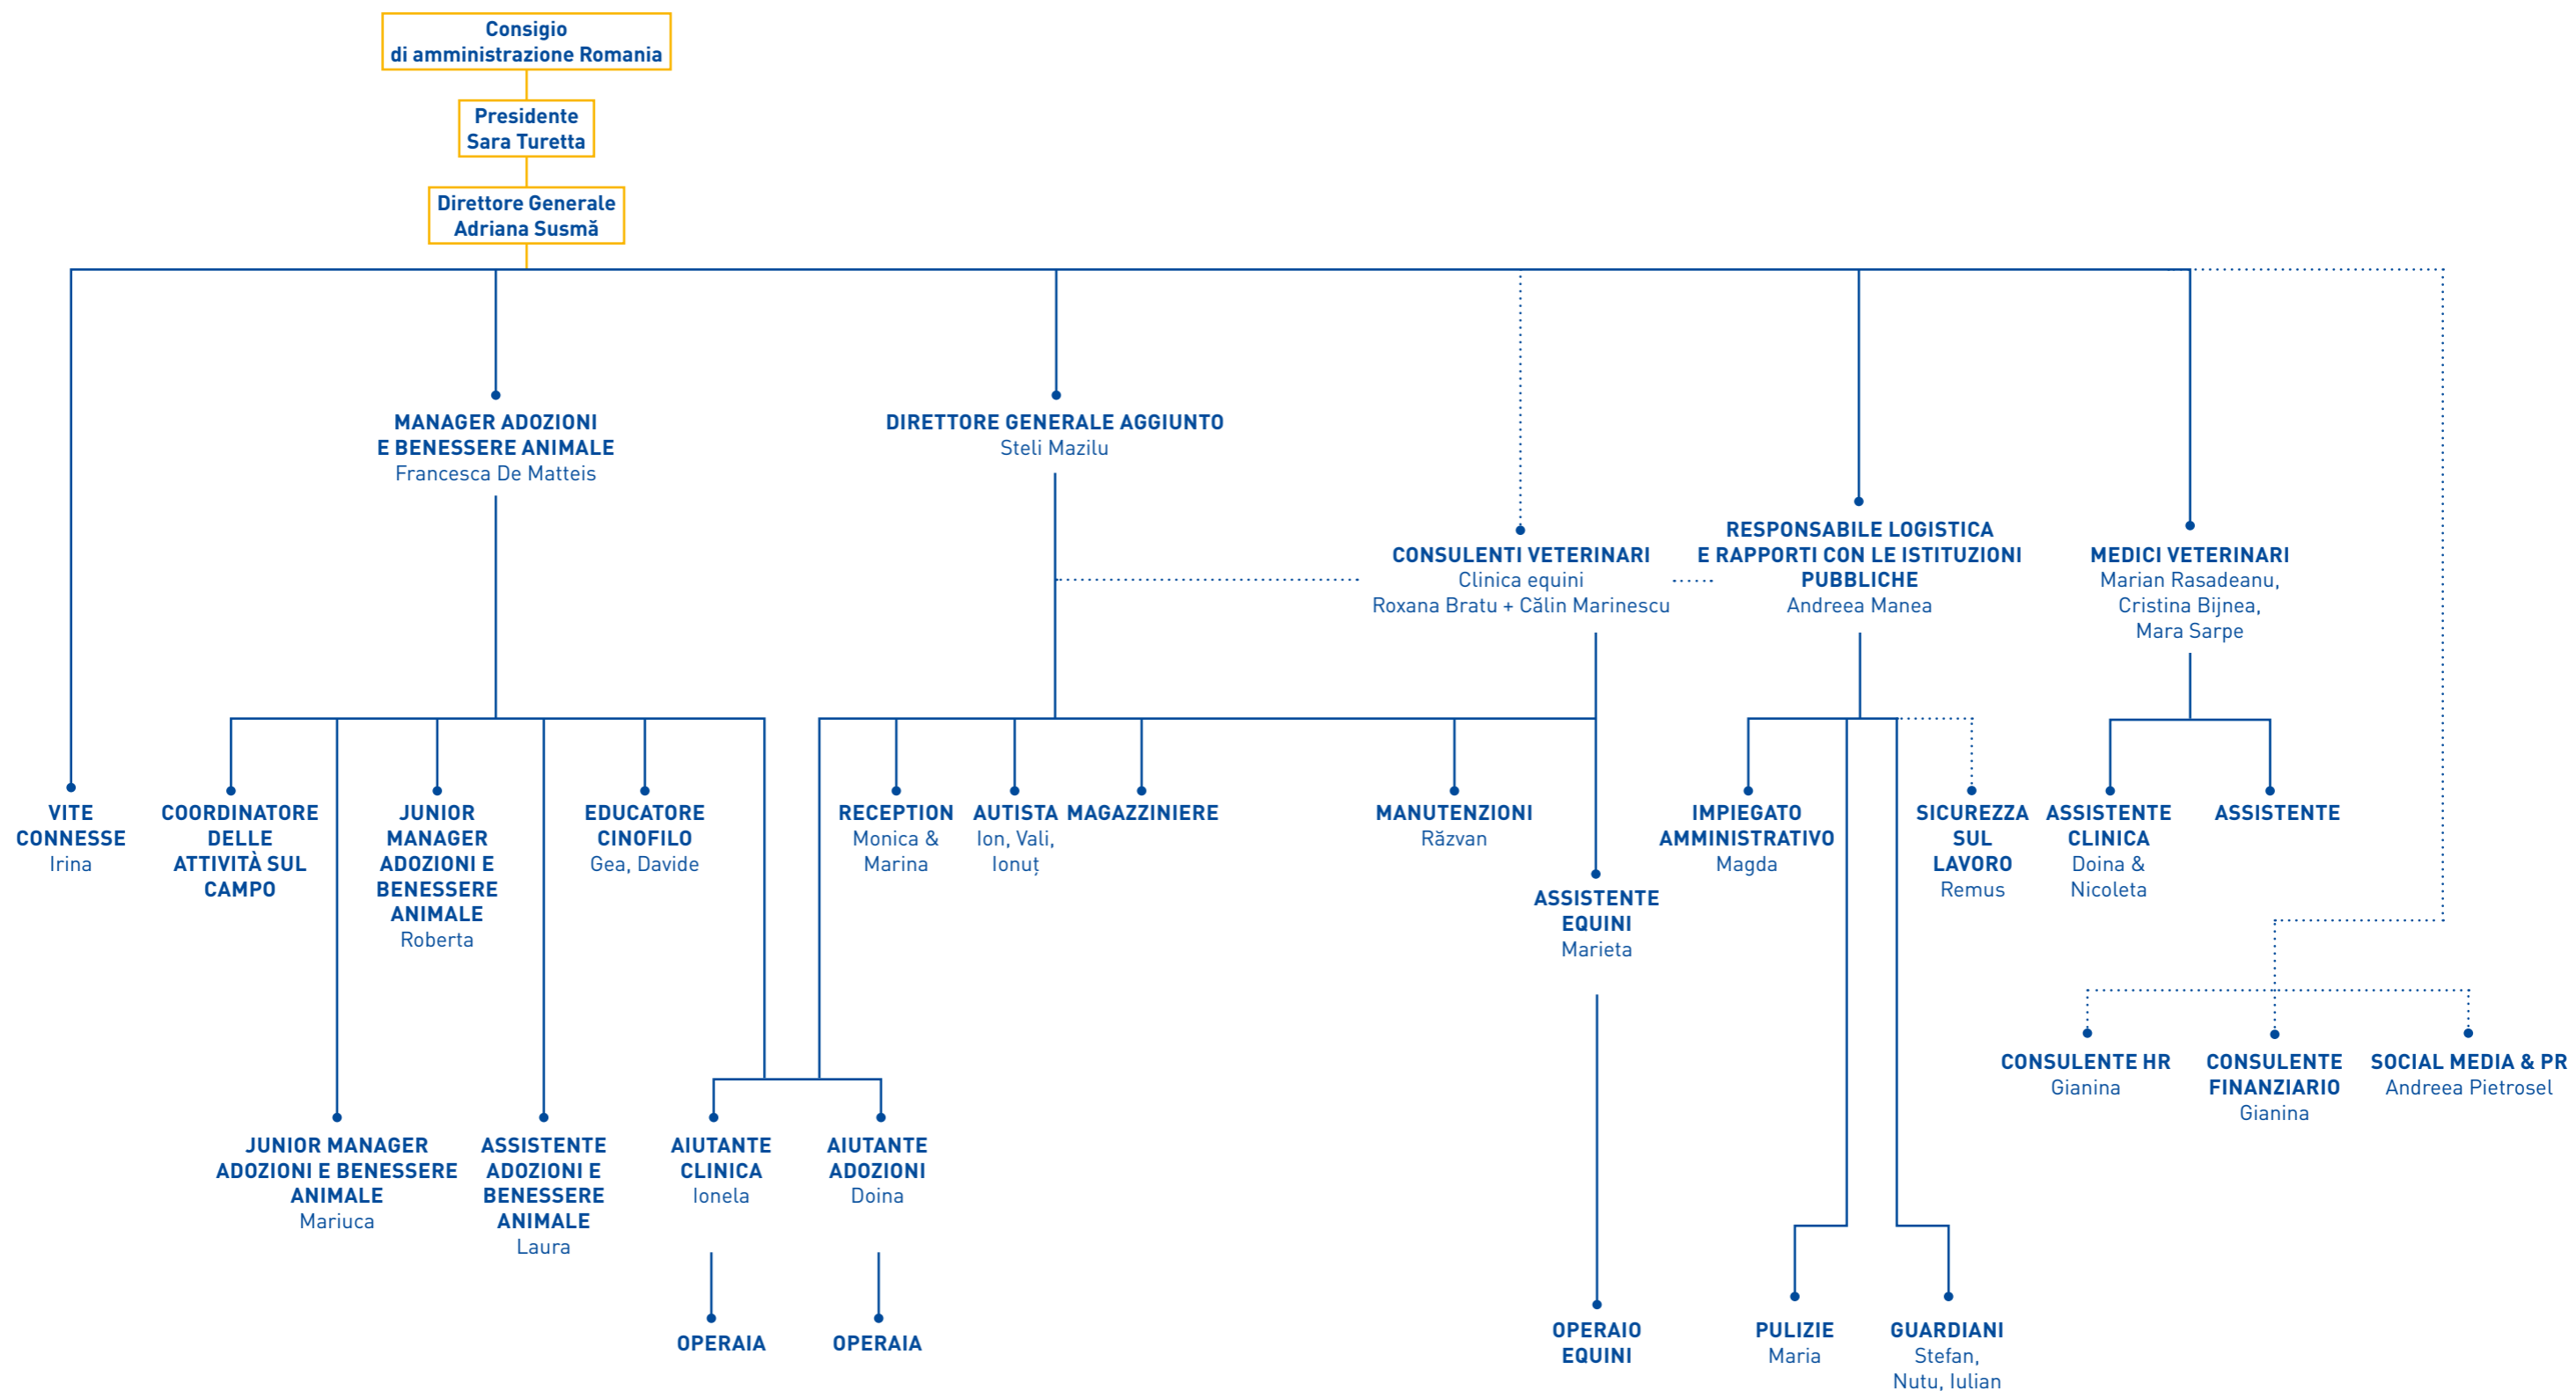 Consigio
di amministrazione Romania
Presidente
Sara Turetta
Direttore Generale
Adriana Susmă
MANAGER ADOZIONI
E BENESSERE ANIMALE
Francesca De Matteis
DIRETTORE GENERALE AGGIUNTO
Steli Mazilu
CONSULENTI VETERINARI
Clinica equini
Roxana Bratu + Călin Marinescu
RESPONSABILE LOGISTICA
E RAPPORTI CON LE ISTITUZIONI
PUBBLICHE
Andreea Manea
MEDICI VETERINARI
Marian Rasadeanu,
Cristina Bijnea,
Mara Sarpe
VITE
CONNESSE
Irina
COORDINATORE
DELLE
ATTIVITÀ SUL
CAMPO
JUNIOR
MANAGER
ADOZIONI E
BENESSERE
ANIMALE
Roberta
EDUCATORE
CINOFILO
Gea, Davide
RECEPTION
Monica &
Marina
AUTISTA
Ion, Vali,
Ionuț
MAGAZZINIERE
MANUTENZIONI
Răzvan
ASSISTENTE
EQUINI
Marieta
IMPIEGATO
AMMINISTRATIVO
Magda
SICUREZZA
SUL
LAVORO
Remus
ASSISTENTE
CLINICA
Doina &
Nicoleta
ASSISTENTE
CONSULENTE HR
Gianina
CONSULENTE
FINANZIARIO
Gianina
SOCIAL MEDIA & PR
Andreea Pietrosel
JUNIOR MANAGER
ADOZIONI E BENESSERE
ANIMALE
Mariuca
ASSISTENTE
ADOZIONI E
BENESSERE
ANIMALE
Laura
AIUTANTE
CLINICA
Ionela
AIUTANTE
ADOZIONI
Doina
OPERAIA
OPERAIA
OPERAIO
EQUINI
PULIZIE
Maria
GUARDIANI
Stefan,
Nutu, Iulian